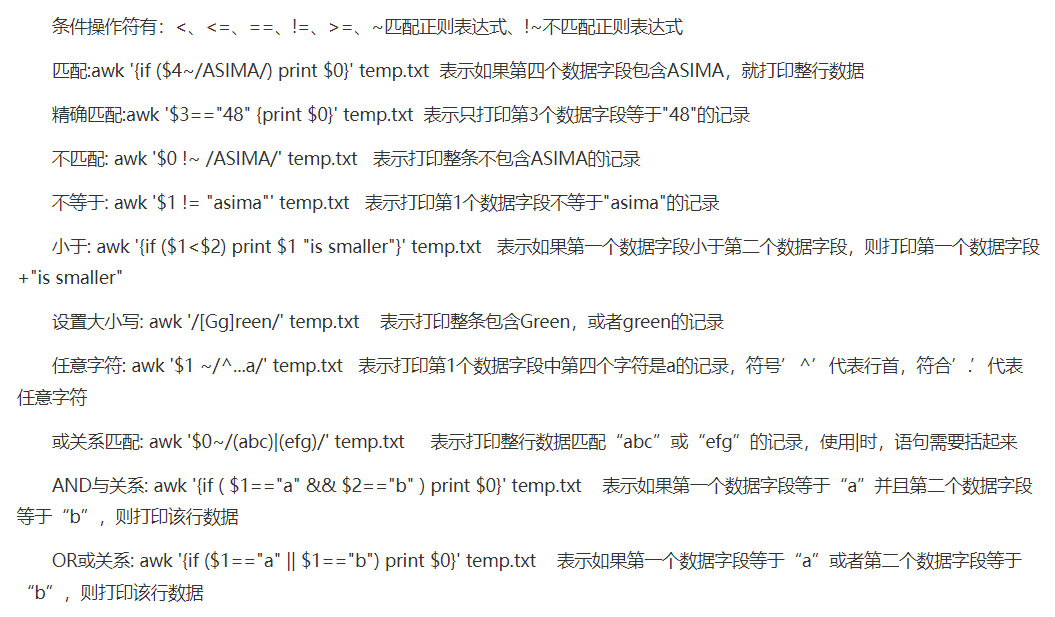 条件操作符有：<、<=、==、!=、>=、~匹配正则表达式、!~不匹配正则表达式
匹配:awk '{if ($4~/ASIMA/) print $0}' temp.txt 表示如果第四个数据字段包含ASIMA，就打印整行数据
精确匹配:awk '$3=="48" {print $0}' temp.txt 表示只打印第3个数据字段等于"48"的记录
不匹配: awk '$0 !~ /ASIMA/' temp.txt 表示打印整条不包含ASIMA的记录
不等于: awk '$1 != "asima"' temp.txt 表示打印第1个数据字段不等于"asima"的记录
小于: awk '{if ($1<$2) print $1 "is smaller"}' temp.txt 表示如果第一个数据字段小于第二个数据字段，则打印第一个数据字段
+"is smaller"
设置大小写: awk '/[Gg]reen/' temp.txt 表示打印整条包含Green，或者green的记录
任意字符: awk '$1 ~/^...a/' temp.txt 表示打印第1个数据字段中第四个字符是a的记录，符号’^’代表行首，符合’.’代表
任意字符
或关系匹配: awk '$0~/(abc)|(efg)/' temp.txt 表示打印整行数据匹配“abc”或“efg”的记录，使用|时，语句需要括起来
AND与关系: awk '{if ( $1=="a" && $2=="b" ) print $0}' temp.txt 表示如果第一个数据字段等于“a”并且第二个数据字段
等于“b”，则打印该行数据
OR或关系: awk '{if ($1=="a" || $1=="b") print $0}' temp.txt 表示如果第一个数据字段等于“a”或者第二个数据字段等于
“b”，则打印该行数据